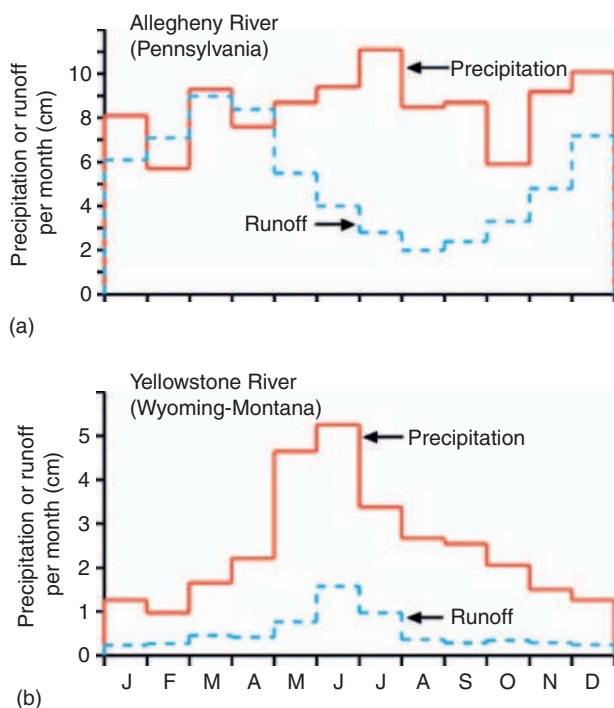 Allegheny River
(Pennsylvania)
Precipitation or runoff
per month (cm)
10
8
6
4
2
0
Precipitation
Runoff
(a)
Yellowstone River
(Wyoming-Montana)
Precipitation or runoff
per month (cm)
5
4
3
2
1
0
Precipitation
Runoff
J F M A M J J A S O N D
(b)